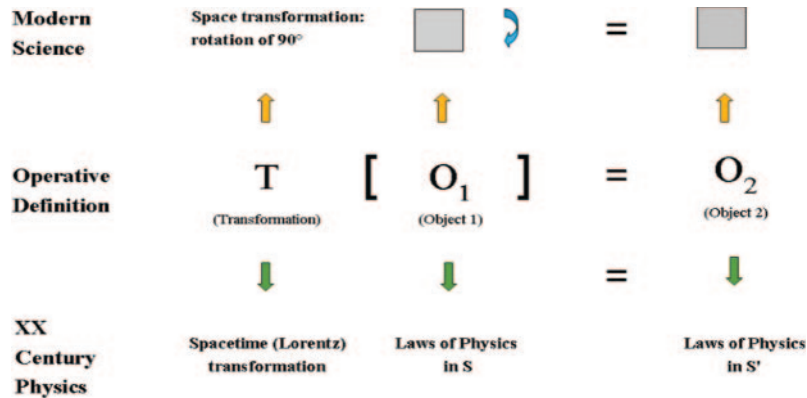 Modern
Science
Space transformation:
rotation of 90°
=
Operative
Definition
T
(Transformation)
[ O₁ ]
(Object 1)
=
O₂
(Object 2)
=
XX
Century
Physics
Spacetime (Lorentz)
transformation
Laws of Physics
in S
Laws of Physics
in S'